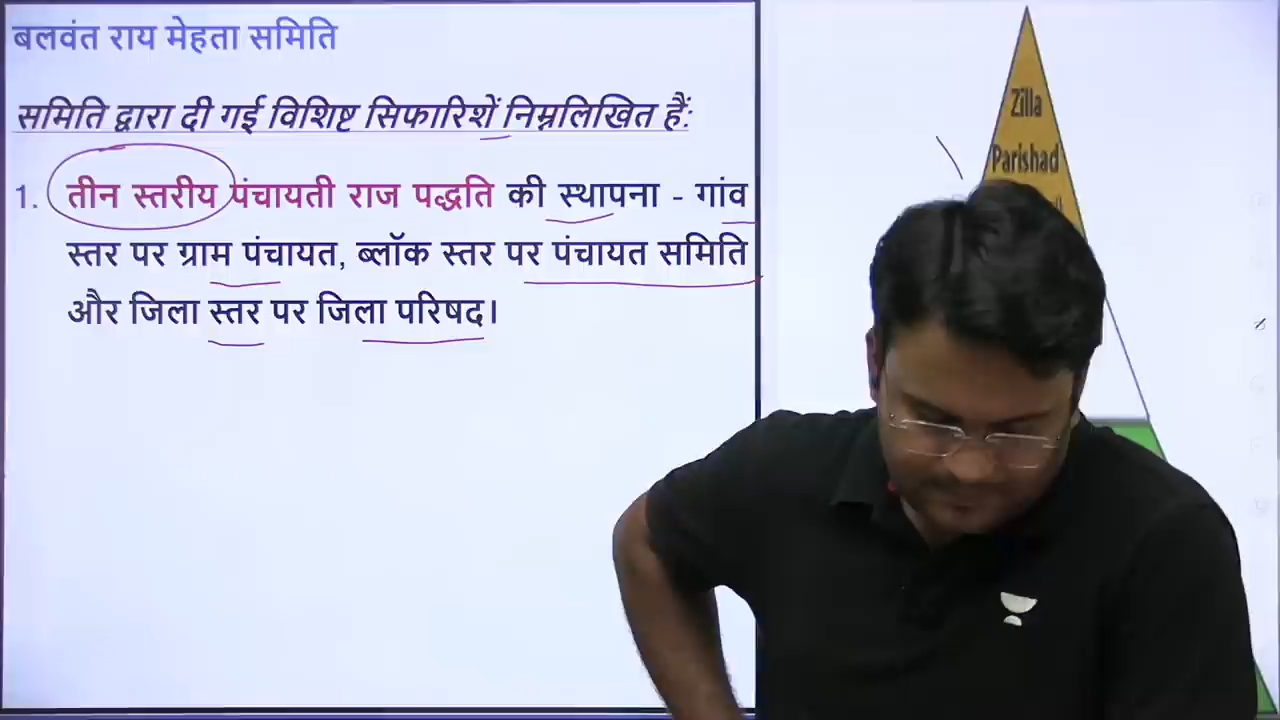 बलवंत राय मेहता समिति
समिति द्वारा दी गई विशिष्ट सिफारिशें निम्नलिखित हैं:
1. तीन स्तरीय पंचायती राज पद्धति की स्थापना - गांव
स्तर पर ग्राम पंचायत, ब्लॉक स्तर पर पंचायत समिति
और जिला स्तर पर जिला परिषद।
Zilla
Parishad